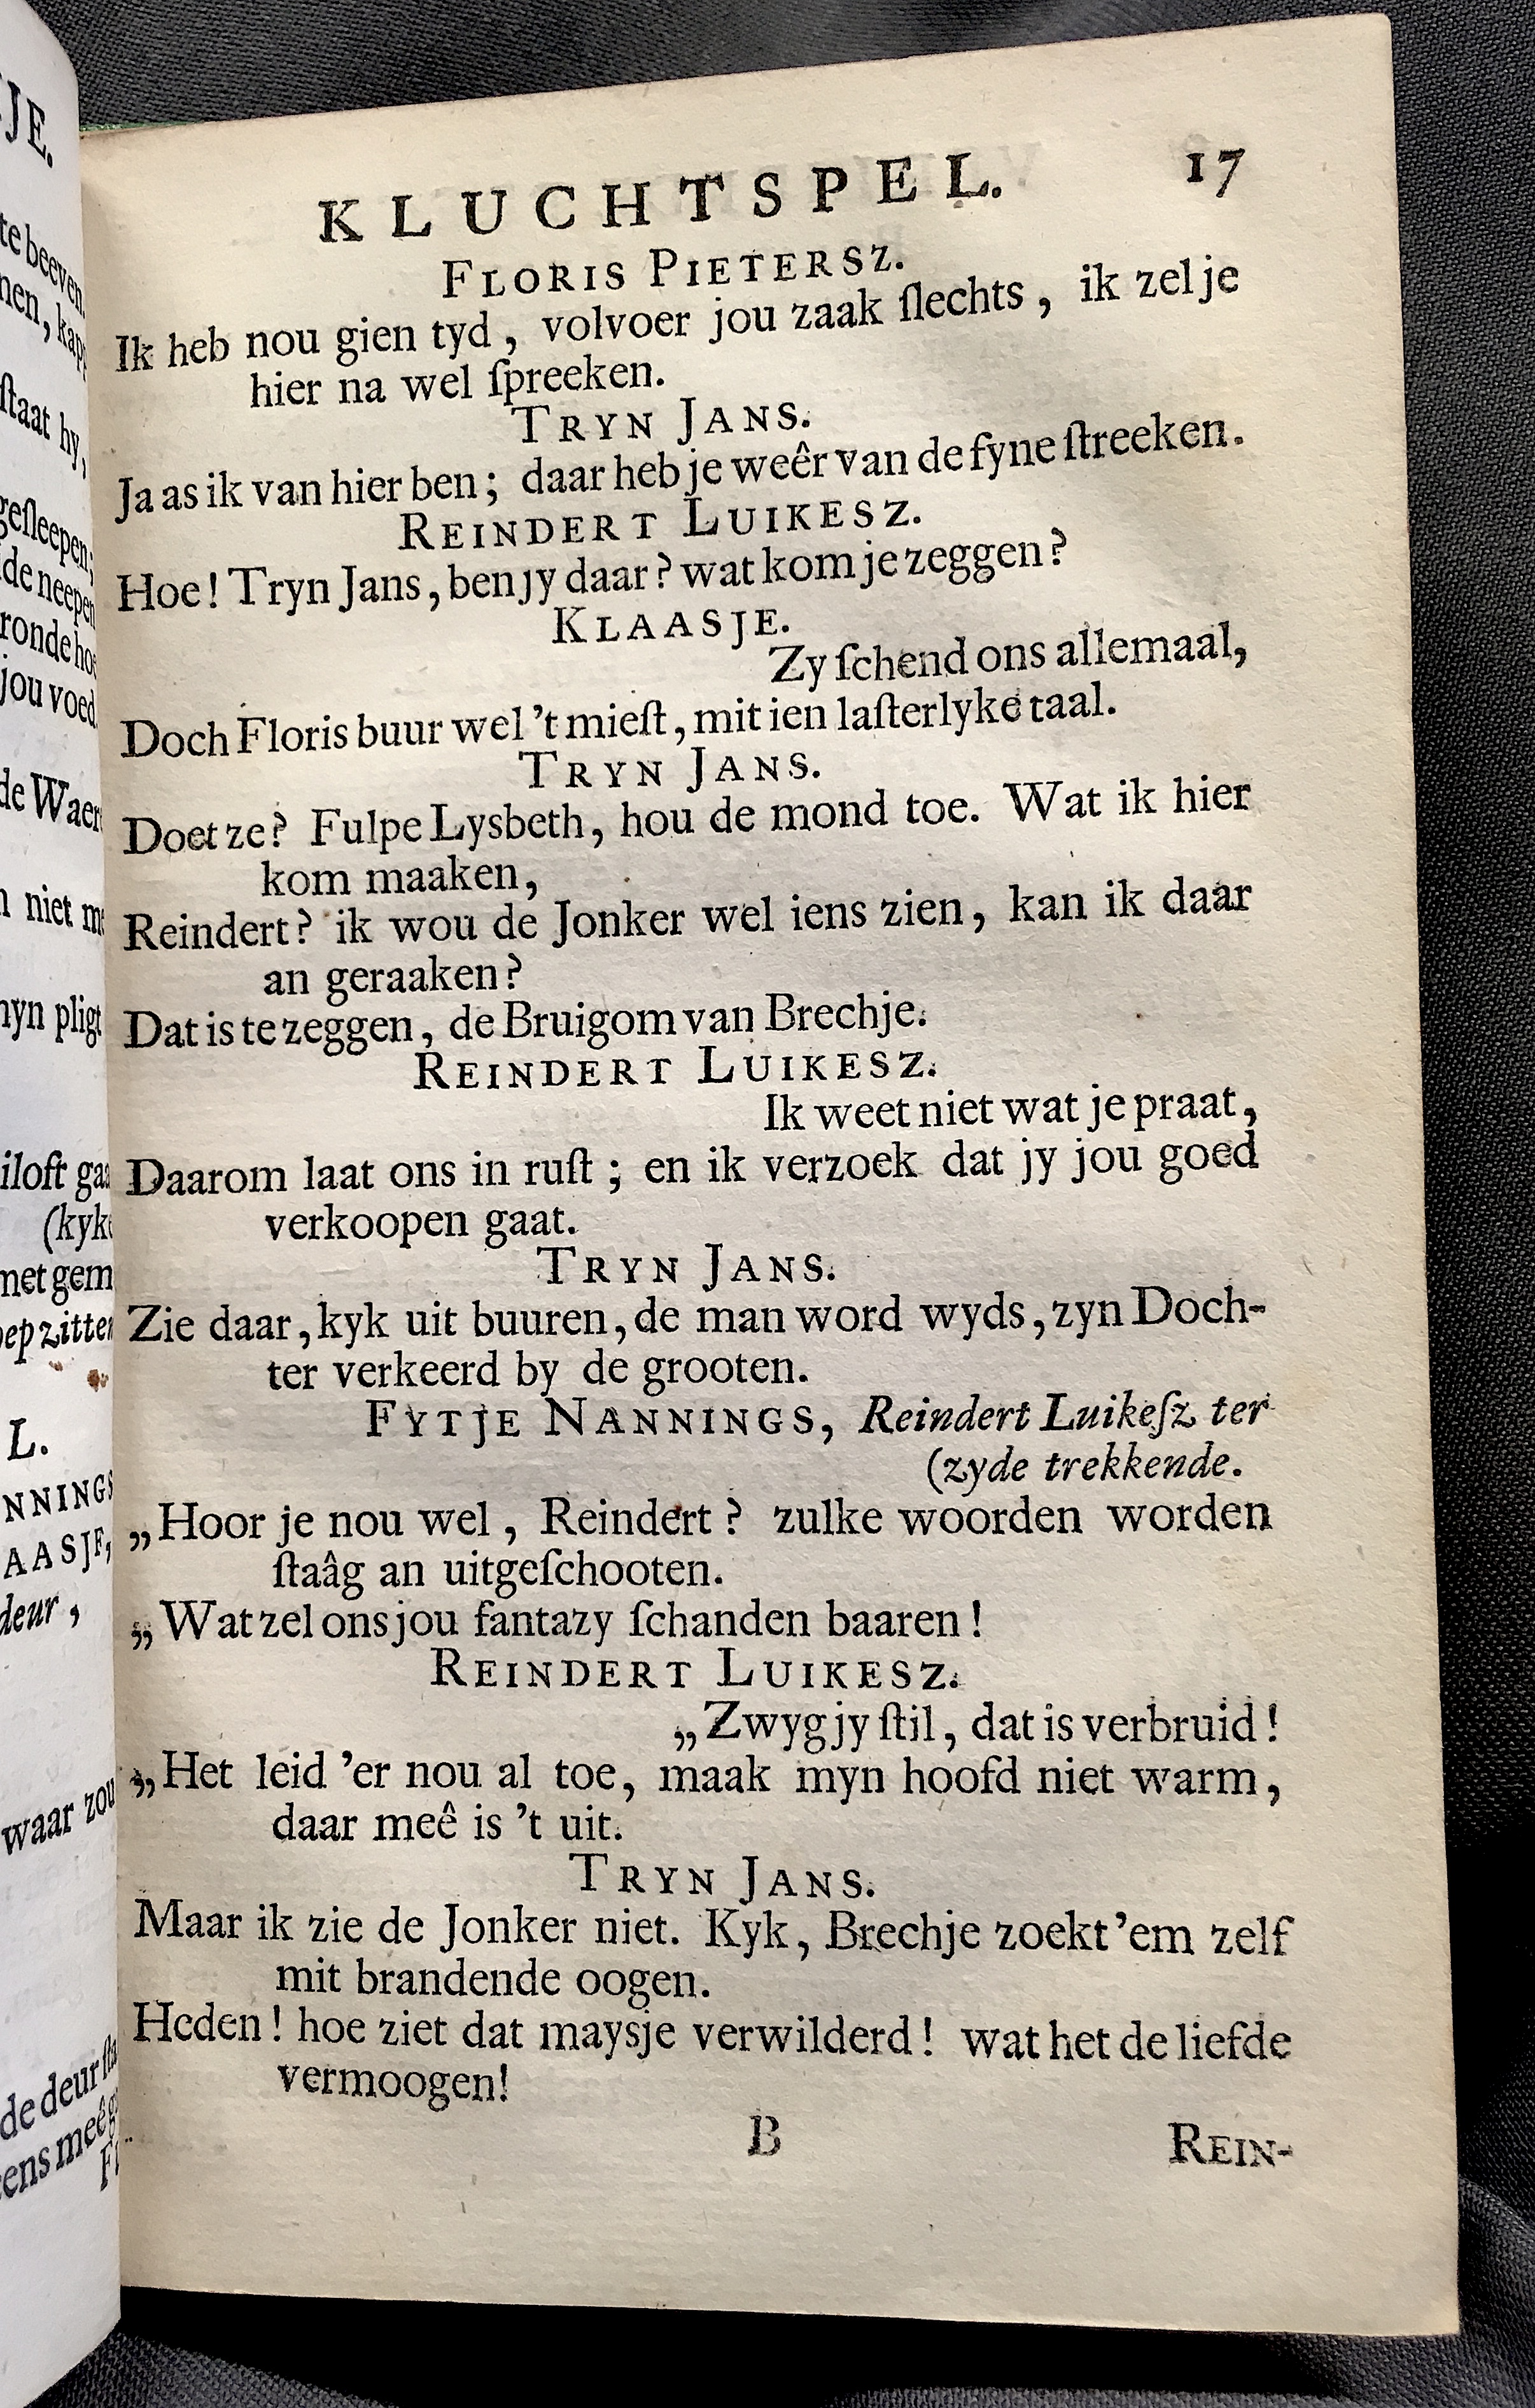 KLUCHTSPEL. 17
FLORIS PIETERSZ.
Ik heb nou gien tyd, volvoer jou zaak ſlechts, ik zel je
hier na wel ſpreeken.
TRYN JANS.
Ja as ik van hier ben; daar heb je weêr van de fyne ſtreeken.
REINDERT LUIKESZ.
Hoe! Tryn Jans, ben jy daar? wat kom je zeggen?
KLAASJE.
Zy ſchend ons allemaal,
Doch Floris buur wel 't mieſt, mit ien laſterlyke taal.
TRYN JANS.
Doet ze? Fulpe Lysbeth, hou de mond toe. Wat ik hier
kom maaken,
Reindert? ik wou de Jonker wel iens zien, kan ik daar
an geraaken?
Dat is te zeggen, de Bruigom van Brechje.
REINDERT LUIKESZ.
Ik weet niet wat je praat,
Daarom laat ons in ruſt; en ik verzoek dat jy jou goed
verkoopen gaat.
TRYN JANS.
Zie daar, kyk uit buuren, de man word wyds, zyn Doch-
ter verkeerd by de grooten.
FYTJE NANNINGS, Reindert Luikeſz ter
(zyde trekkende.
„Hoor je nou wel, Reindert? zulke woorden worden
ſtaâg an uitgeſchooten.
„Wat zel ons jou fantazy ſchanden baaren!
REINDERT LUIKESZ.
„Zwyg jy ſtil, dat is verbruid!
„Het leid 'er nou al toe, maak myn hoofd niet warm,
daar meê is 't uit.
TRYN JANS.
Maar ik zie de Jonker niet. Kyk, Brechje zoekt 'em zelf
mit brandende oogen.
Heden! hoe ziet dat maysje verwilderd! wat het de liefde
vermoogen!
B REIN-